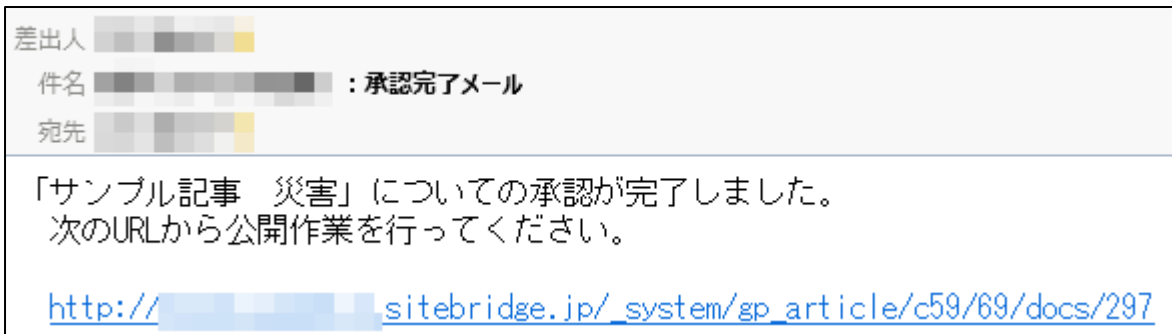 差出人
件名 ：承認完了メール
宛先
「サンプル記事　災害」についての承認が完了しました。
次のURLから公開作業を行ってください。
http:// .sitebridge.jp/_system/gp_article/c59/69/docs/297